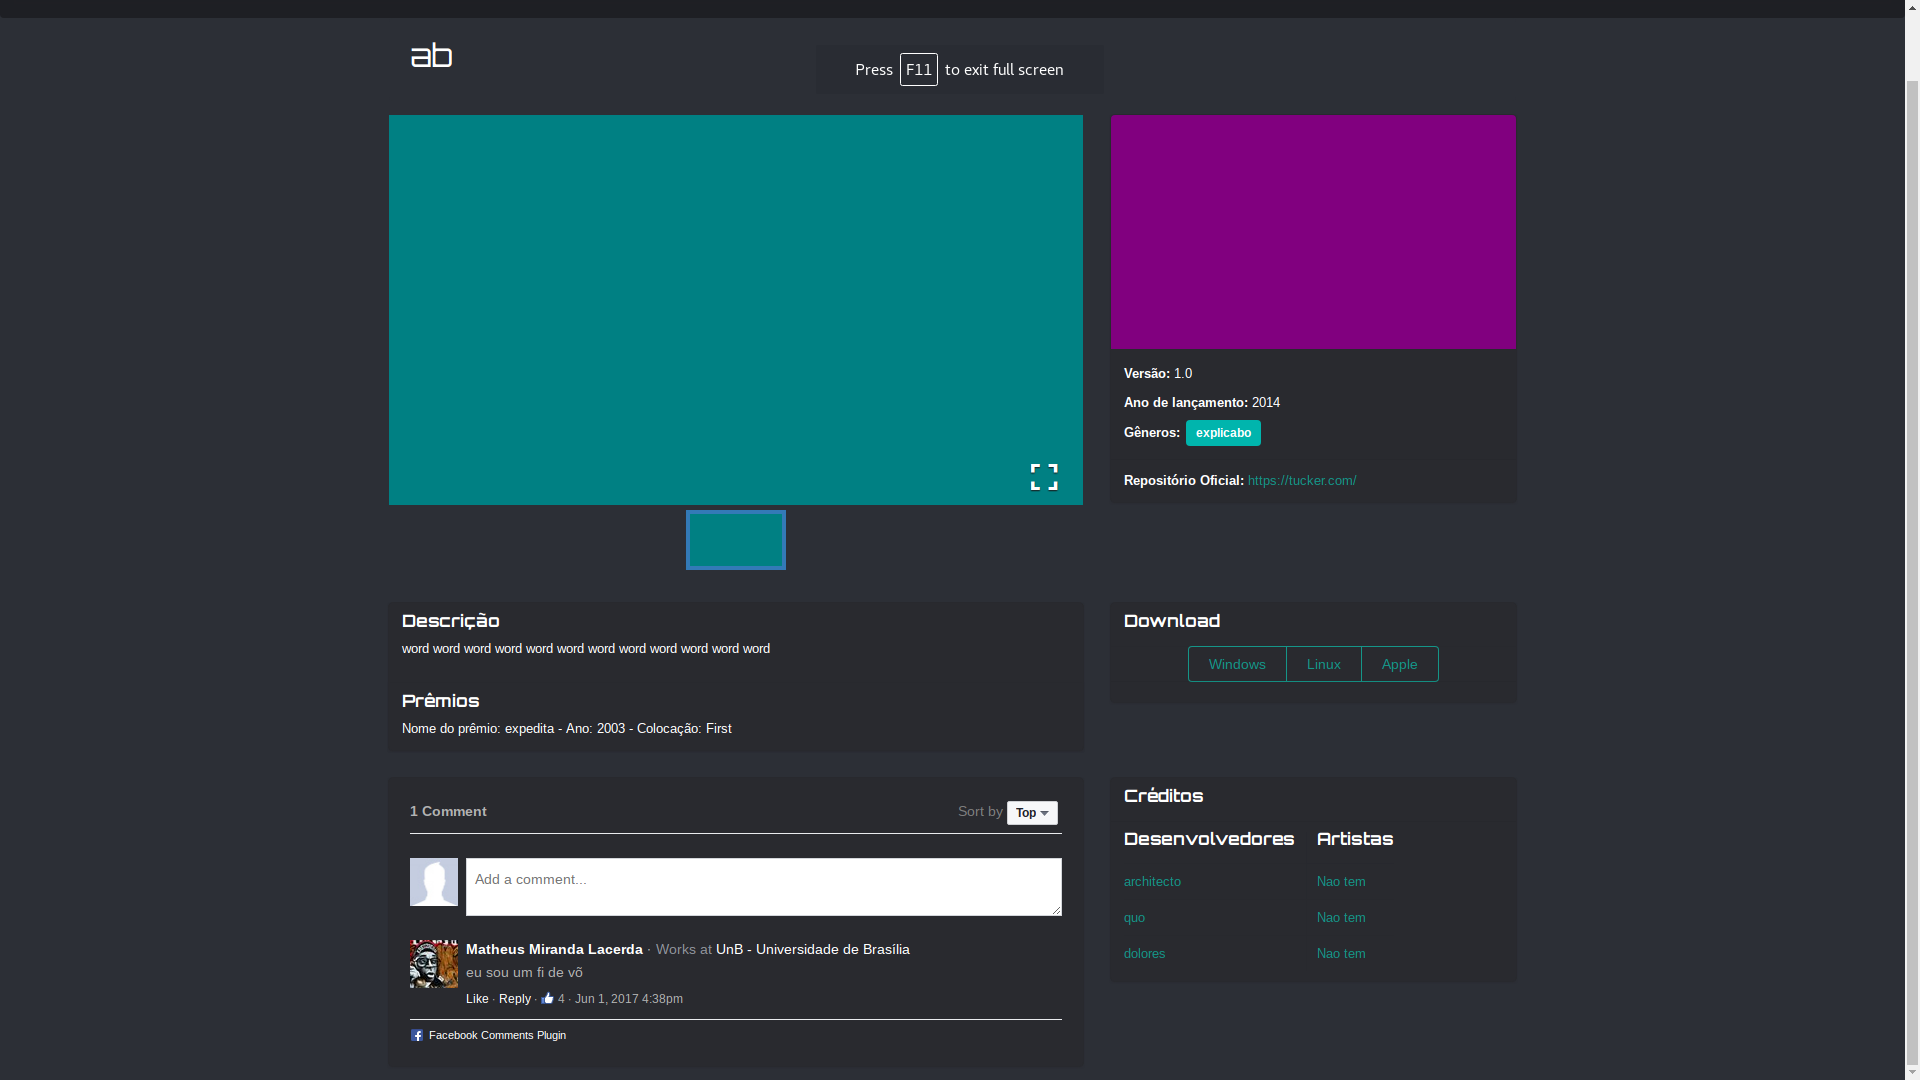 ab
Press F11 to exit full screen
Versão: 1.0
Ano de lançamento: 2014
Gêneros: explicabo
Repositório Oficial: https://tucker.com/
Descrição
word word word word word word word word word word word word
Prêmios
Nome do prêmio: expedita - Ano: 2003 - Colocação: First
Download
Windows Linux Apple
1 Comment Sort by Top
Add a comment...
Matheus Miranda Lacerda · Works at UnB - Universidade de Brasília
eu sou um fi de võ
Like · Reply · 4 · Jun 1, 2017 4:38pm
Facebook Comments Plugin
Créditos
Desenvolvedores Artistas
architecto Nao tem
quo Nao tem
dolores Nao tem